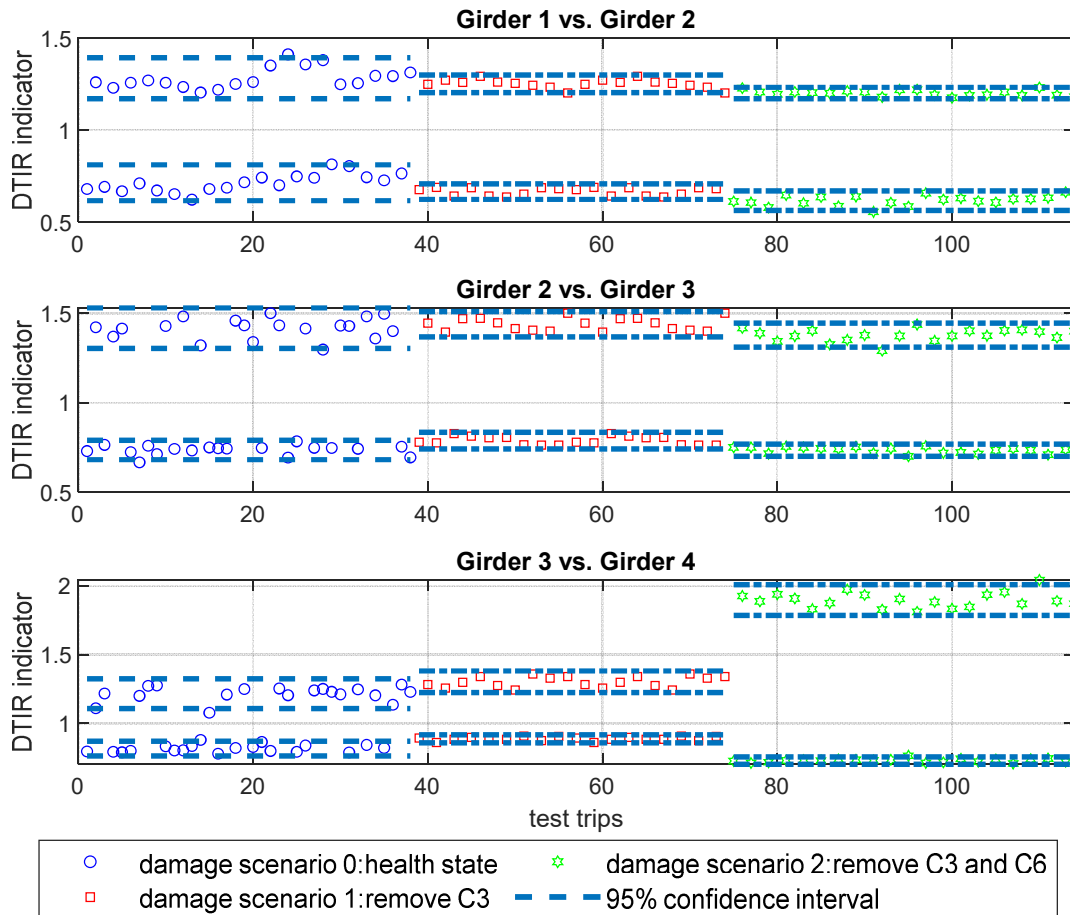 Girder 1 vs. Girder 2
DTIR indicator
1.5
1
0.5
0 20 40 60 80 100
Girder 2 vs. Girder 3
DTIR indicator
1.5
1
0.5
0 20 40 60 80 100
Girder 3 vs. Girder 4
DTIR indicator
2
1.5
1
0 20 40 60 80 100
test trips
damage scenario 0:health state
damage scenario 2:remove C3 and C6
damage scenario 1:remove C3
95% confidence interval